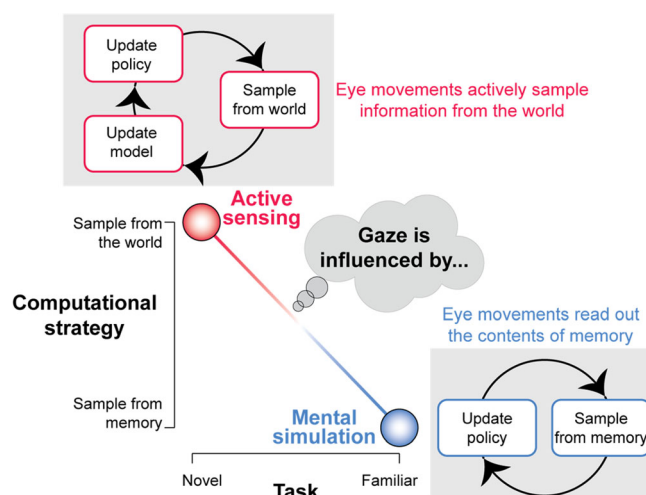 Update
policy
Sample
from world
Update
model
Eye movements actively sample
information from the world
Active
sensing
Sample from
the world
Gaze is
influenced by...
Computational
strategy
Eye movements read out
the contents of memory
Sample from
memory
Mental
simulation
Update
policy
Sample
from memory
Novel
Familiar
Task